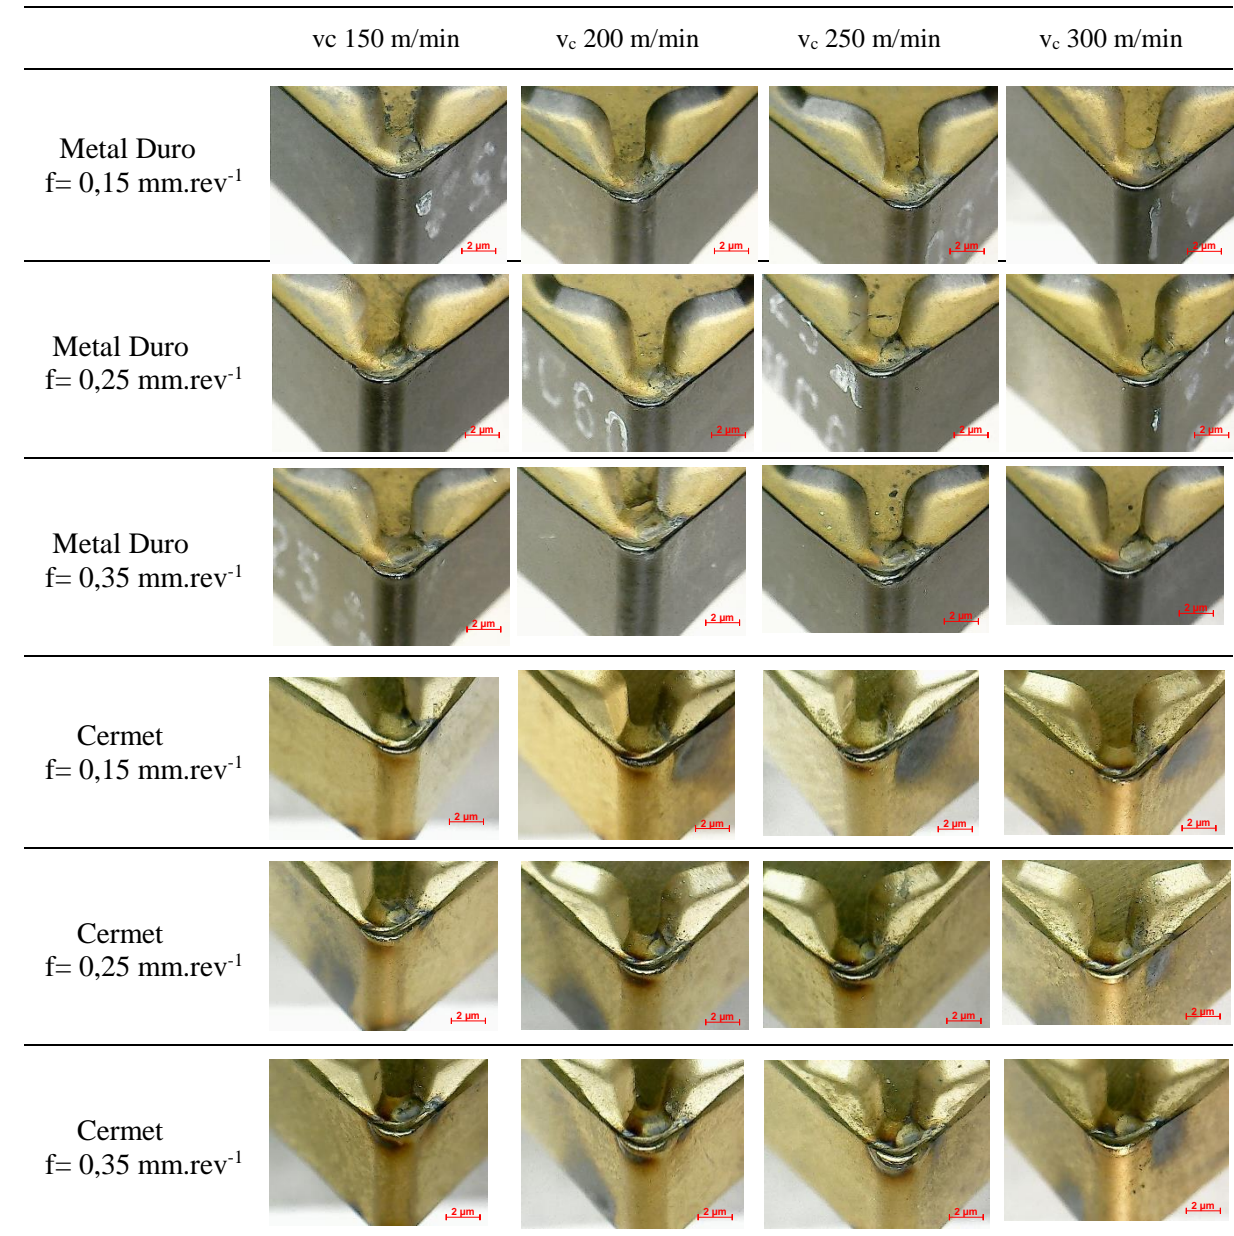 vc 150 m/min
v_c 200 m/min
v_c 250 m/min
v_c 300 m/min
Metal Duro
f= 0,15 mm.rev⁻¹
2 µm
2 µm
2 µm
2 µm
Metal Duro
f= 0,25 mm.rev⁻¹
2 µm
2 µm
2 µm
2 µm
Metal Duro
f= 0,35 mm.rev⁻¹
2 µm
2 µm
2 µm
2 µm
Cermet
f= 0,15 mm.rev⁻¹
2 µm
2 µm
2 µm
2 µm
Cermet
f= 0,25 mm.rev⁻¹
2 µm
2 µm
2 µm
2 µm
Cermet
f= 0,35 mm.rev⁻¹
2 µm
2 µm
2 µm
2 µm